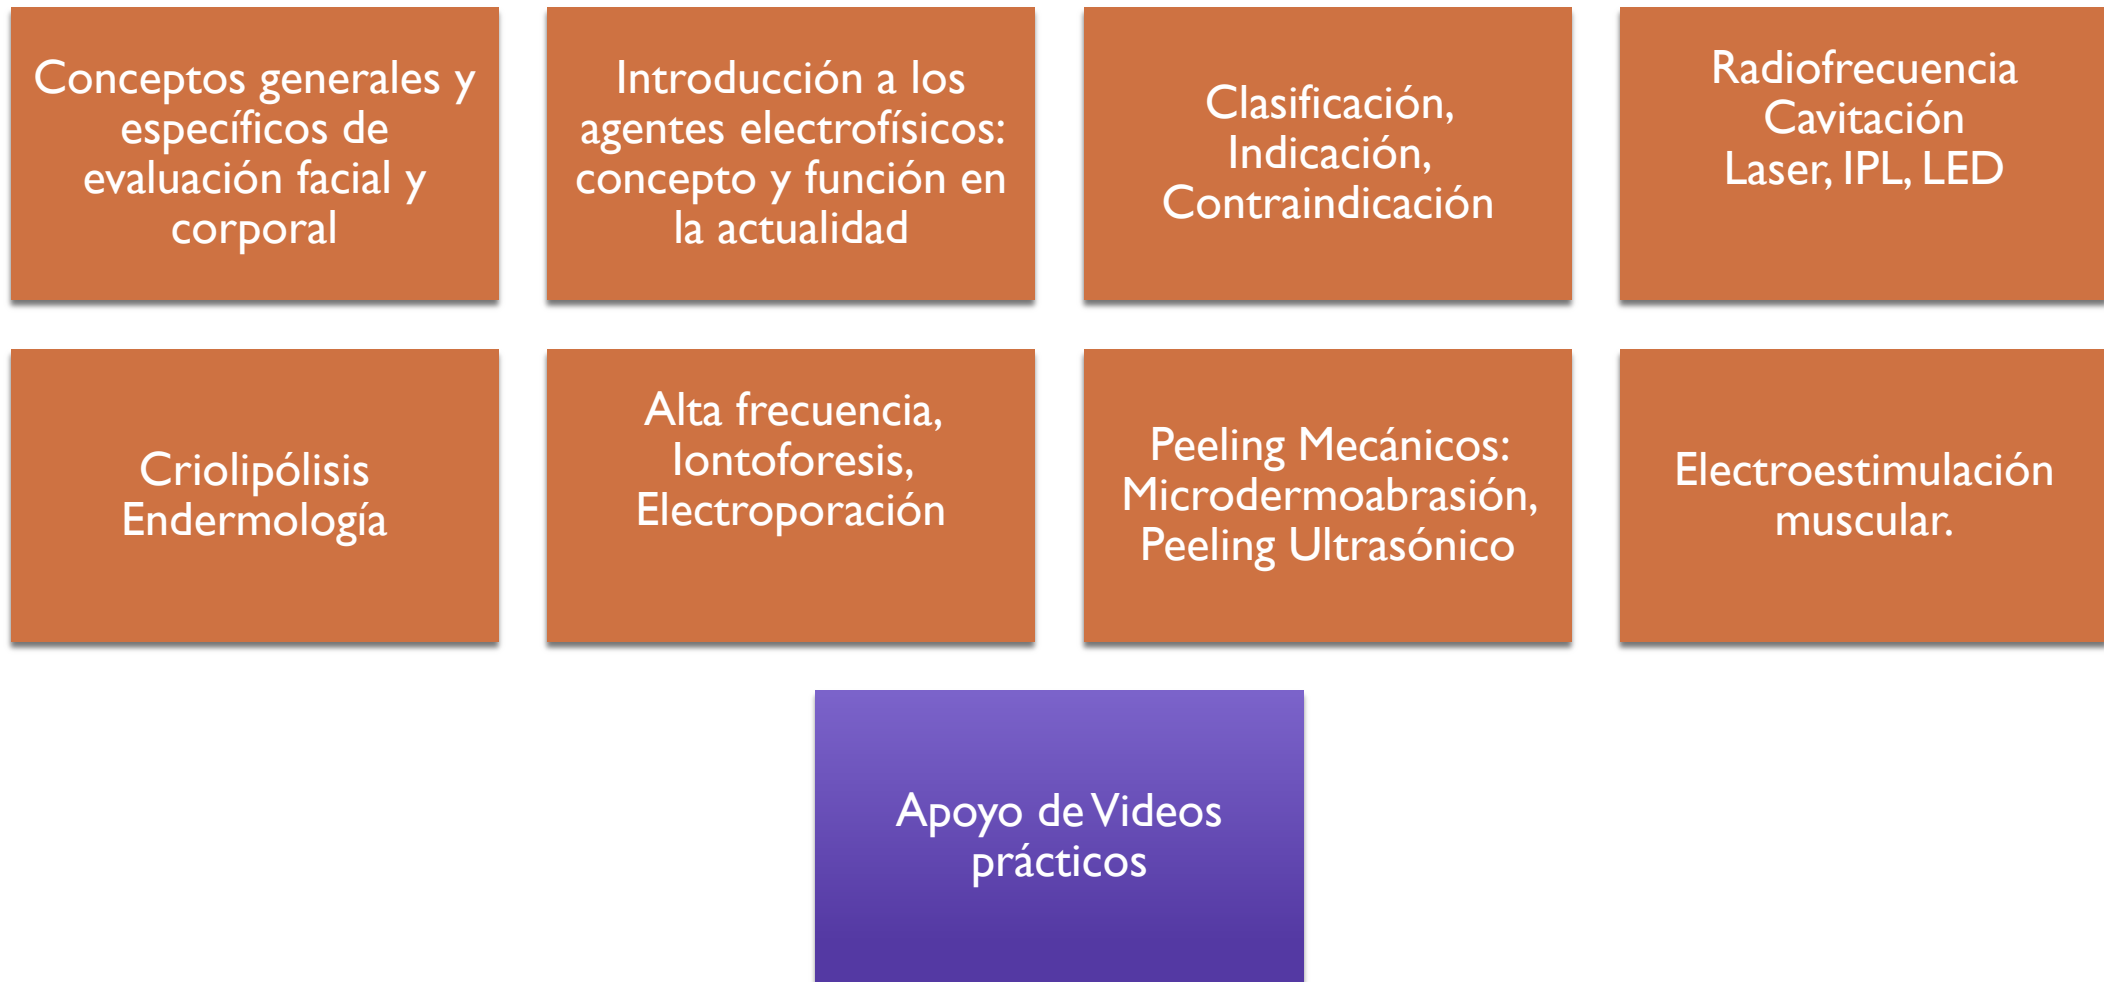 Conceptos generales y
específicos de
evaluación facial y
corporal
Introducción a los
agentes electrofísicos:
concepto y función en
la actualidad
Clasificación,
Indicación,
Contraindicación
Radiofrecuencia
Cavitación
Laser, IPL, LED
Criolipólisis
Endermología
Alta frecuencia,
Iontoforesis,
Electroporación
Peeling Mecánicos:
Microdermoabrasión,
Peeling Ultrasónico
Electroestimulación
muscular.
Apoyo de Videos
prácticos